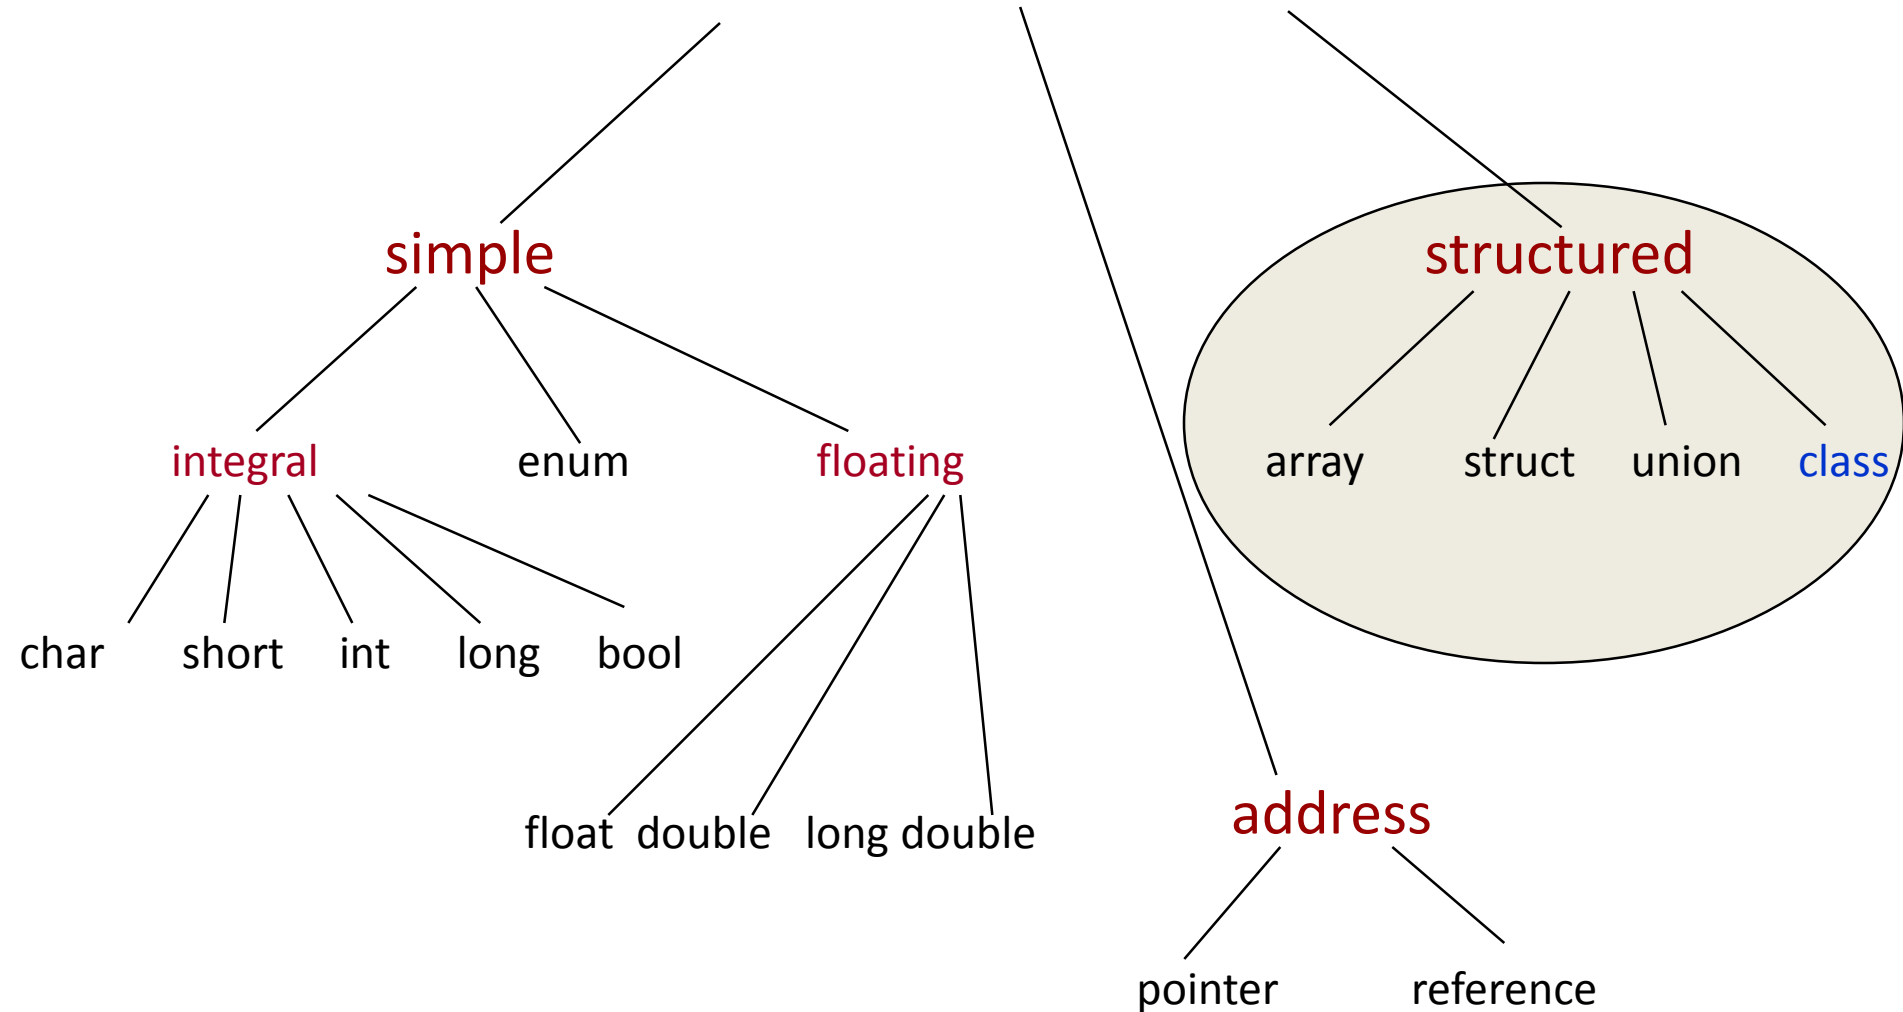 simple structured
integral enum floating array struct union class
char short int long bool
address
float double long double
pointer reference